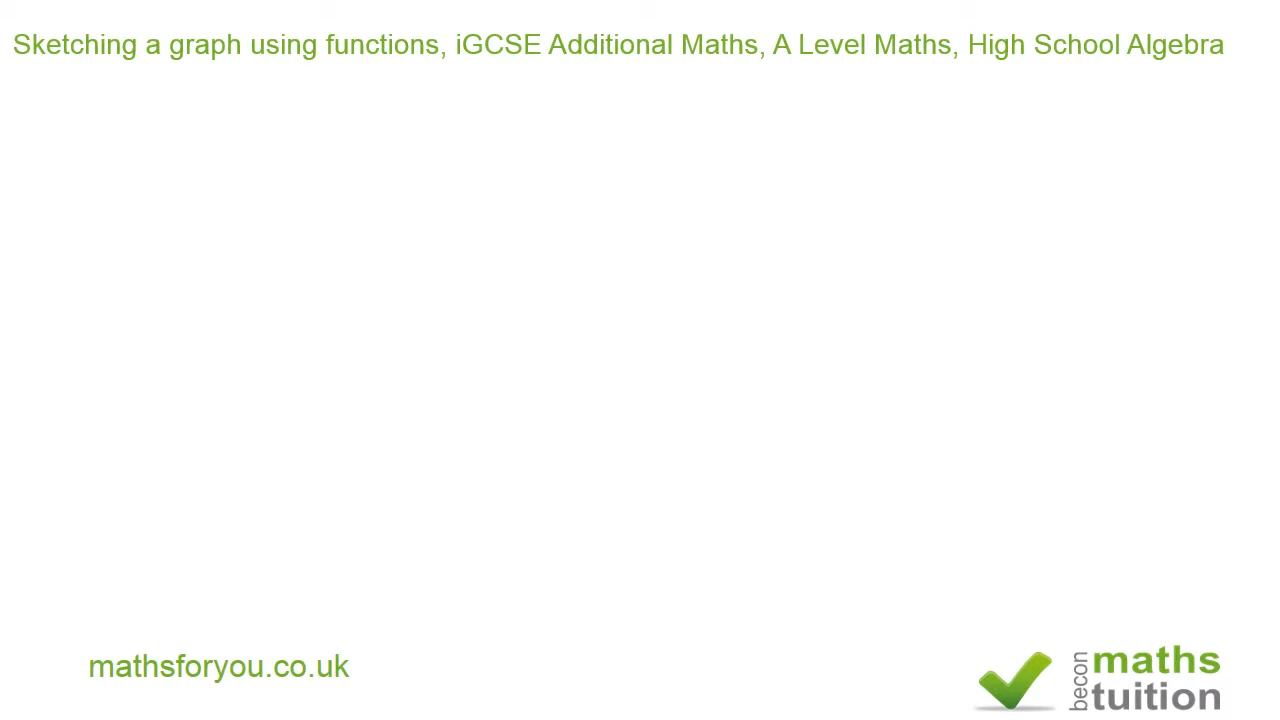 Sketching a graph using functions, iGCSE Additional Maths, A Level Maths, High School Algebra
mathsforyou.co.uk
becon
maths
tuition